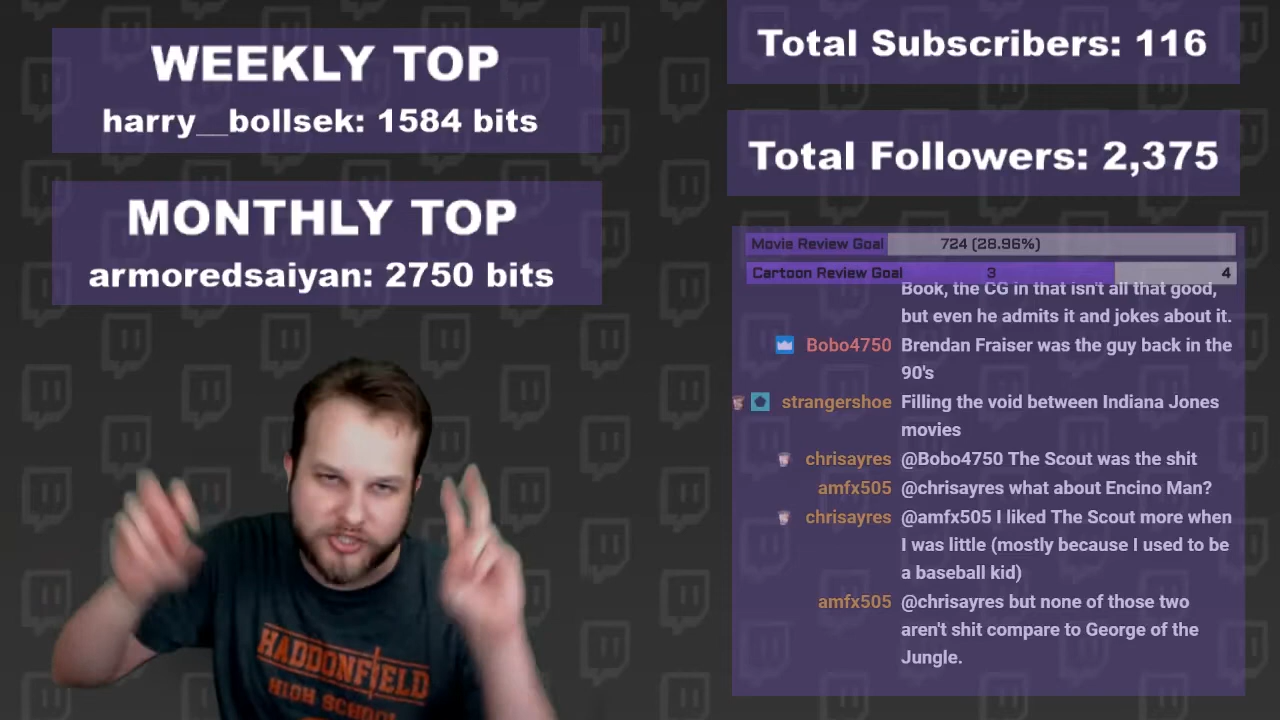 WEEKLY TOP
harry__bollsek: 1584 bits
MONTHLY TOP
armoredsaiyan: 2750 bits
Total Subscribers: 116
Total Followers: 2,375
Movie Review Goal 724 (28.96%)
Cartoon Review Goal 3 4
Book, the CG in that isn't all that good,
but even he admits it and jokes about it.
Bobo4750 Brendan Fraiser was the guy back in the
90's
strangershoe Filling the void between Indiana Jones
movies
chrisayres @Bobo4750 The Scout was the shit
amfx505 @chrisayres what about Encino Man?
chrisayres @amfx505 I liked The Scout more when
I was little (mostly because I used to be
a baseball kid)
amfx505 @chrisayres but none of those two
aren't shit compare to George of the
Jungle.
HADDONFIELD
HIGH SCHOOL